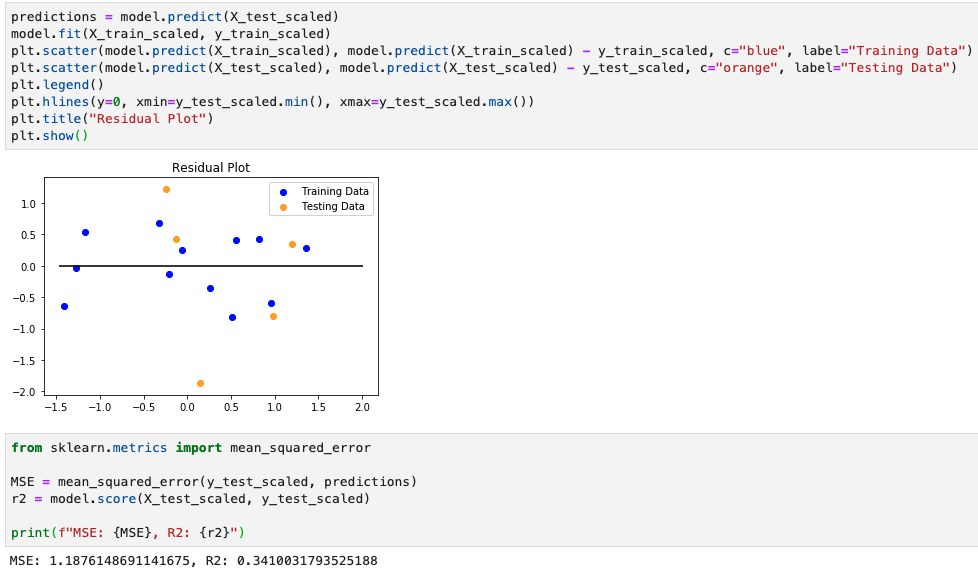 predictions = model.predict(X_test_scaled)
model.fit(X_train_scaled, y_train_scaled)
plt.scatter(model.predict(X_train_scaled), model.predict(X_train_scaled) - y_train_scaled, c="blue", label="Training Data")
plt.scatter(model.predict(X_test_scaled), model.predict(X_test_scaled) - y_test_scaled, c="orange", label="Testing Data")
plt.legend()
plt.hlines(y=0, xmin=y_test_scaled.min(), xmax=y_test_scaled.max())
plt.title("Residual Plot")
plt.show()
Residual Plot
Training Data
Testing Data
1.0
0.5
0.0
−0.5
−1.0
−1.5
−2.0
−1.5 −1.0 −0.5 0.0 0.5 1.0 1.5 2.0
from sklearn.metrics import mean_squared_error
MSE = mean_squared_error(y_test_scaled, predictions)
r2 = model.score(X_test_scaled, y_test_scaled)
print(f"MSE: {MSE}, R2: {r2}")
MSE: 1.1876148691141675, R2: 0.3410031793525188